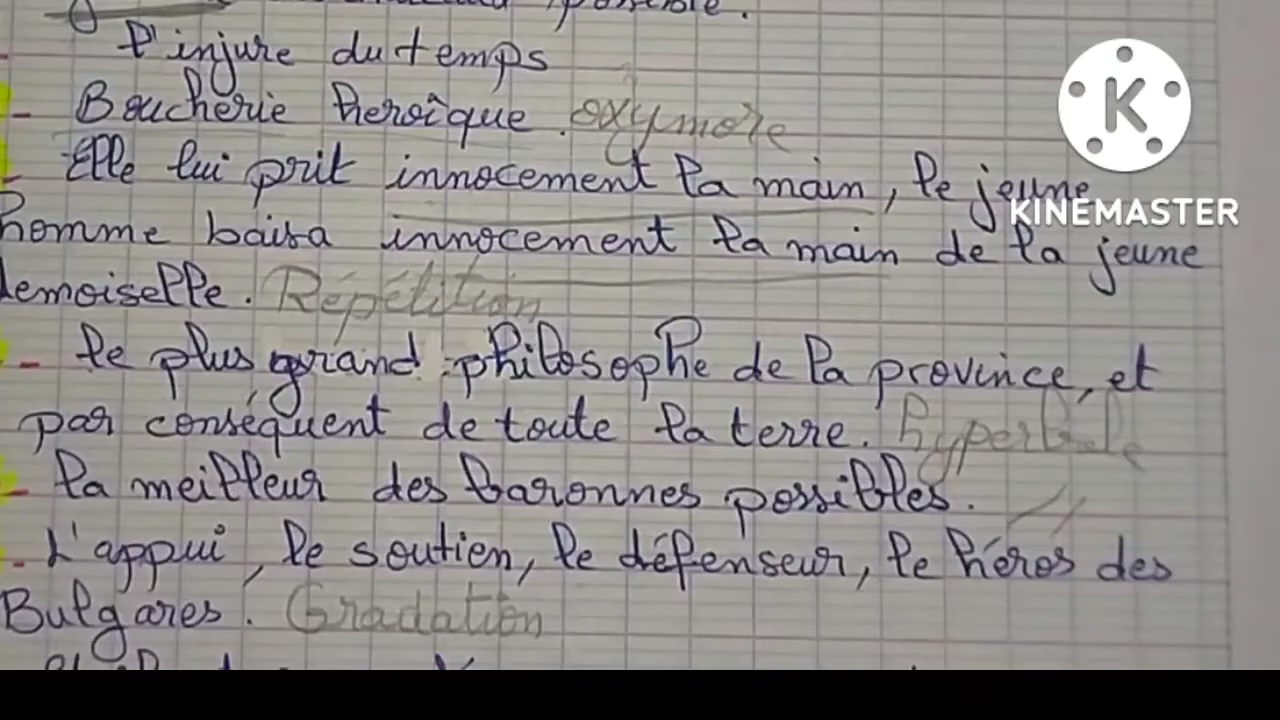 possible.
l'injure du temps
- Boucherie heroîque. oxymore
- Elle lui prit innocement la main, le jeune
homme baisa innocement la main de la jeune
demoiselle. Répétition
- le plus grand philosophe de la province, et
par conséquent de toute la terre. hyperbole
- la meilleur des baronnes possibles. //
- L'appui, le soutien, le défenseur, le héros des
Bulgares. Gradation
K
KINEMASTER